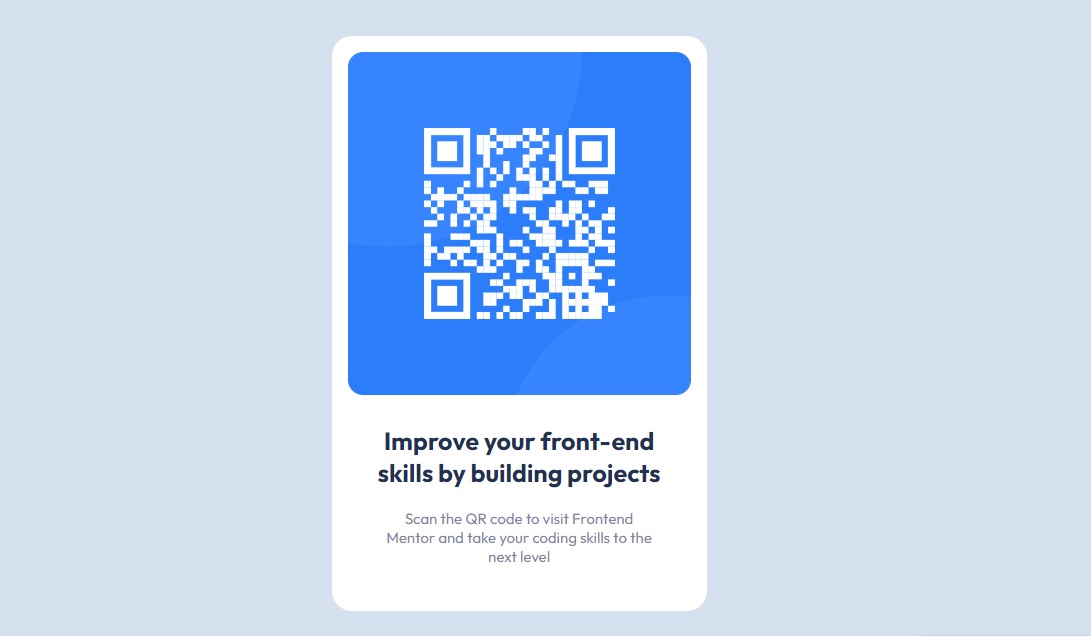 Improve your front-end
skills by building projects
Scan the QR code to visit Frontend
Mentor and take your coding skills to the
next level